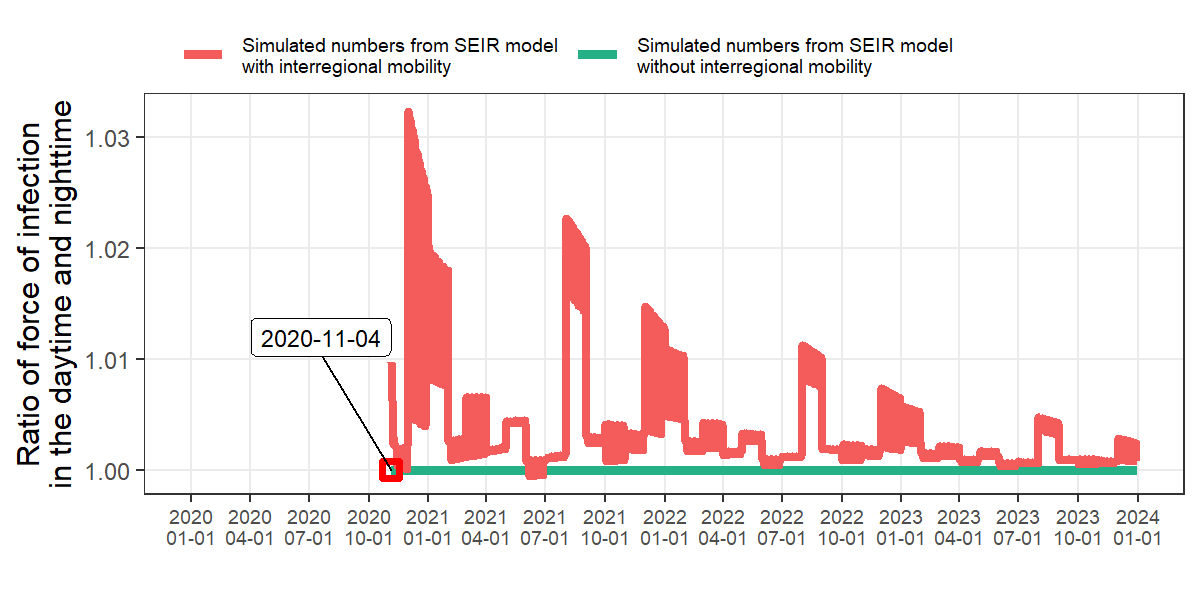 Simulated numbers from SEIR model
with interregional mobility
Simulated numbers from SEIR model
without interregional mobility
Ratio of force of infection
in the daytime and nighttime
1.03
1.02
1.01
1.00
2020-11-04
2020 2020 2020 2020 2021 2021 2021 2021 2022 2022 2022 2022 2023 2023 2023 2023 2024
01-01 04-01 07-01 10-01 01-01 04-01 07-01 10-01 01-01 04-01 07-01 10-01 01-01 04-01 07-01 10-01 01-01